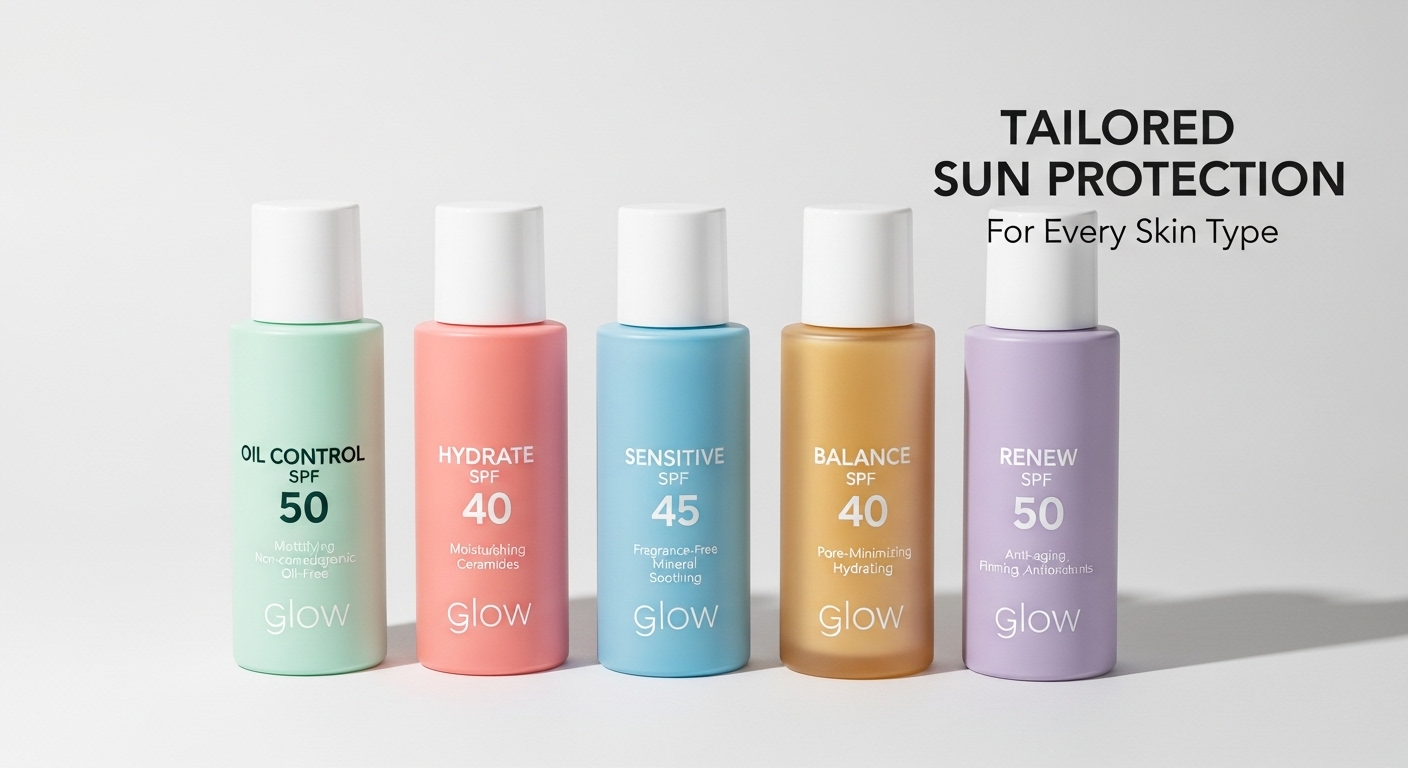 TAILORED
SUN PROTECTION
For Every Skin Type
OIL CONTROL
SPF
50
Oil-Free
glow
HYDRATE
SPF
40
Ceramides
glow
SENSITIVE
SPF
45
Fragrance-Free
Mineral
Soothing
glow
BALANCE
SPF
40
Pore-Minimizing
Hydrating
glow
RENEW
SPF
50
Anti-aging,
Firming,
glow